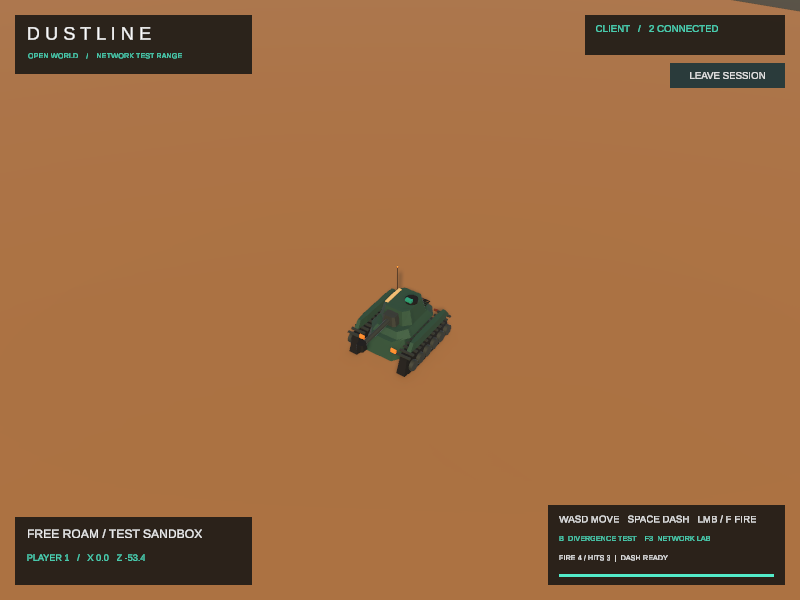 DUSTLINE
OPEN WORLD / NETWORK TEST RANGE
CLIENT / 2 CONNECTED
LEAVE SESSION
FREE ROAM / TEST SANDBOX
PLAYER 1 / X 0.0 Z -53.4
WASD MOVE SPACE DASH LMB / F FIRE
B DIVERGENCE TEST F3 NETWORK LAB
FIRE 4 / HITS 3 | DASH READY